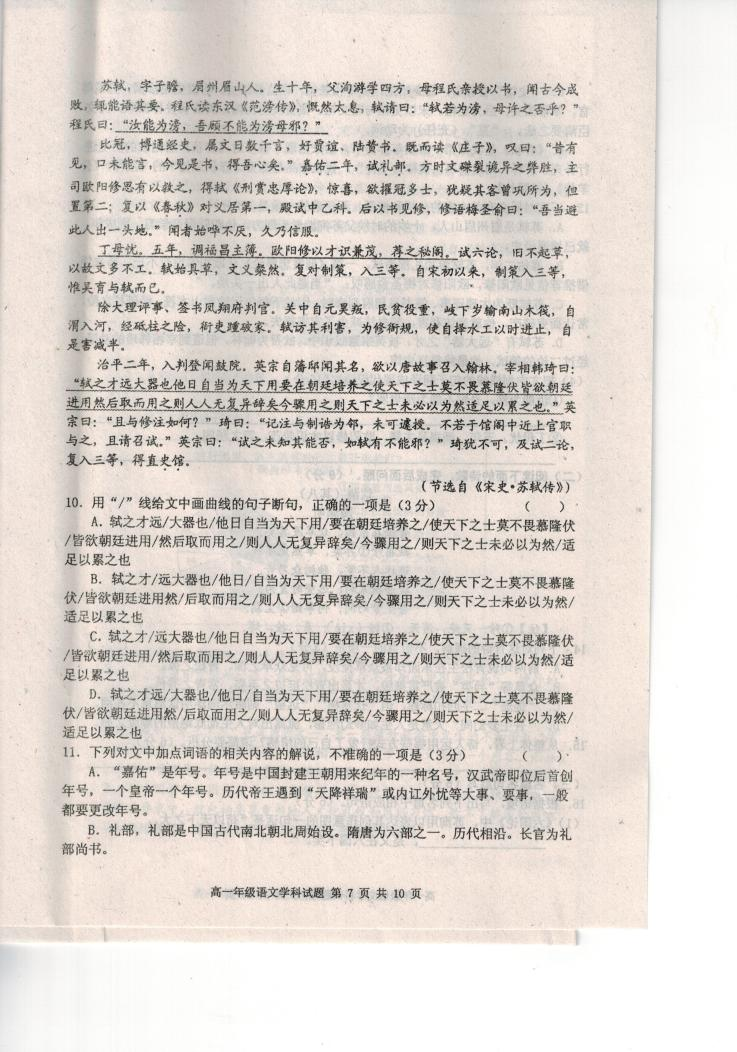 苏轼，字子瞻，眉州眉山人。生十年，父洵游学四方，母程氏亲授以书，闻古今成
败，辄能语其要。程氏读东汉《范滂传》，慨然太息，轼请曰：“轼若为滂，母许之否乎？”
程氏曰：“汝能为滂，吾顾不能为滂母邪？”
比冠，博通经史，属文日数千言，好贾谊、陆贽书。既而读《庄子》，叹曰：“昔有
见，口未能言，今见是书，得吾心矣。”嘉佑二年，试礼部。方时文磔裂诡异之弊胜，主
司欧阳修思有以救之，得轼《刑赏忠厚论》，惊喜，欲擢冠多士，犹疑其客曾巩所为，但
置第二；复以《春秋》对义居第一，殿试中乙科。后以书见修，修语梅圣俞曰：“吾当避
此人出一头地。”闻者始哗不厌，久乃信服。
丁母忧。五年，调福昌主簿。欧阳修以才识兼茂，荐之秘阁。试六论，旧不起草，
以故文多不工。轼始具草，文义粲然。复对制策，入三等。自宋初以来，制策入三等，
惟吴育与轼而已。
除大理评事、签书凤翔府判官。关中自元昊叛，民贫役重，岐下岁输南山木筏，自
渭入河，经砥柱之险，衙吏踵破家。轼访其利害，为修衙规，使自择水工以时进止，自
是害减半。
治平二年，入判登闻鼓院。英宗自藩邸闻其名，欲以唐故事召入翰林。宰相韩琦曰：
“轼之才远大器也他日自当为天下用要在朝廷培养之使天下之士莫不畏慕隆伏皆欲朝廷
进用然后取而用之则人人无复异辞矣今骤用之则天下之士未必以为然适足以累之也。”英
宗曰：“且与修注如何？”琦曰：“记注与制诰为邻，未可遽授。不若于馆阁中近上官职
与之，且请召试。”英宗曰：“试之未知其能否，如轼有不能邪？”琦犹不可，及试二论，
复入三等，得直史馆。
（节选自《宋史•苏轼传》）
10．用“/”线给文中画曲线的句子断句，正确的一项是（3 分） （ ）
A．轼之才远/大器也/他日自当为天下用/要在朝廷培养之/使天下之士莫不畏慕隆伏
/皆欲朝廷进用/然后取而用之/则人人无复异辞矣/今骤用之/则天下之士未必以为然/适
足以累之也
B．轼之才/远大器也/他日/自当为天下用/要在朝廷培养之/使天下之士莫不畏慕隆
伏/皆欲朝廷进用然/后取而用之/则人人无复异辞矣/今骤用之/则天下之士未必以为然/
适足以累之也
C．轼之才/远大器也/他日自当为天下用/要在朝廷培养之/使天下之士莫不畏慕隆伏
/皆欲朝廷进用/然后取而用之/则人人无复异辞矣/今骤用之/则天下之士未必以为然/适
足以累之也
D．轼之才远/大器也/他日/自当为天下用/要在朝廷培养之/使天下之士莫不畏慕隆
伏/皆欲朝廷进用然/后取而用之/则人人无复异辞矣/今骤用之/则天下之士未必以为然/
适足以累之也
11．下列对文中加点词语的相关内容的解说，不准确的一项是（3 分） （ ）
A．“嘉佑”是年号。年号是中国封建王朝用来纪年的一种名号，汉武帝即位后首创
年号，一个皇帝一个年号。历代帝王遇到“天降祥瑞”或内讧外忧等大事、要事，一般
都要更改年号。
B．礼部，礼部是中国古代南北朝北周始设。隋唐为六部之一。历代相沿。长官为礼
部尚书。
高一年级语文学科试题 第 7 页 共 10 页